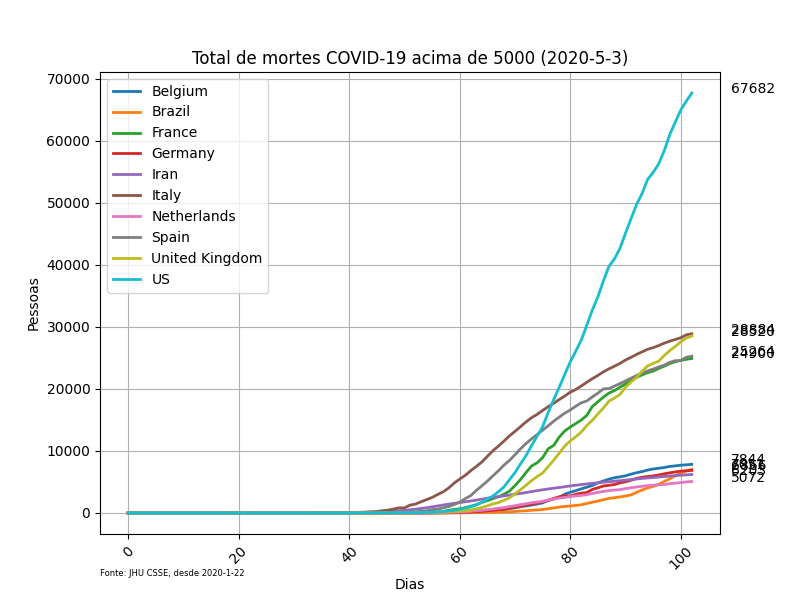 Total de mortes COVID-19 acima de 5000 (2020-5-3)
70000
60000
50000
40000
30000
20000
10000
0
Pessoas
Belgium
Brazil
France
Germany
Iran
Italy
Netherlands
Spain
United Kingdom
US
67682
7844
5072
0
20
40
60
80
100
Dias
Fonte: JHU CSSE, desde 2020-1-22